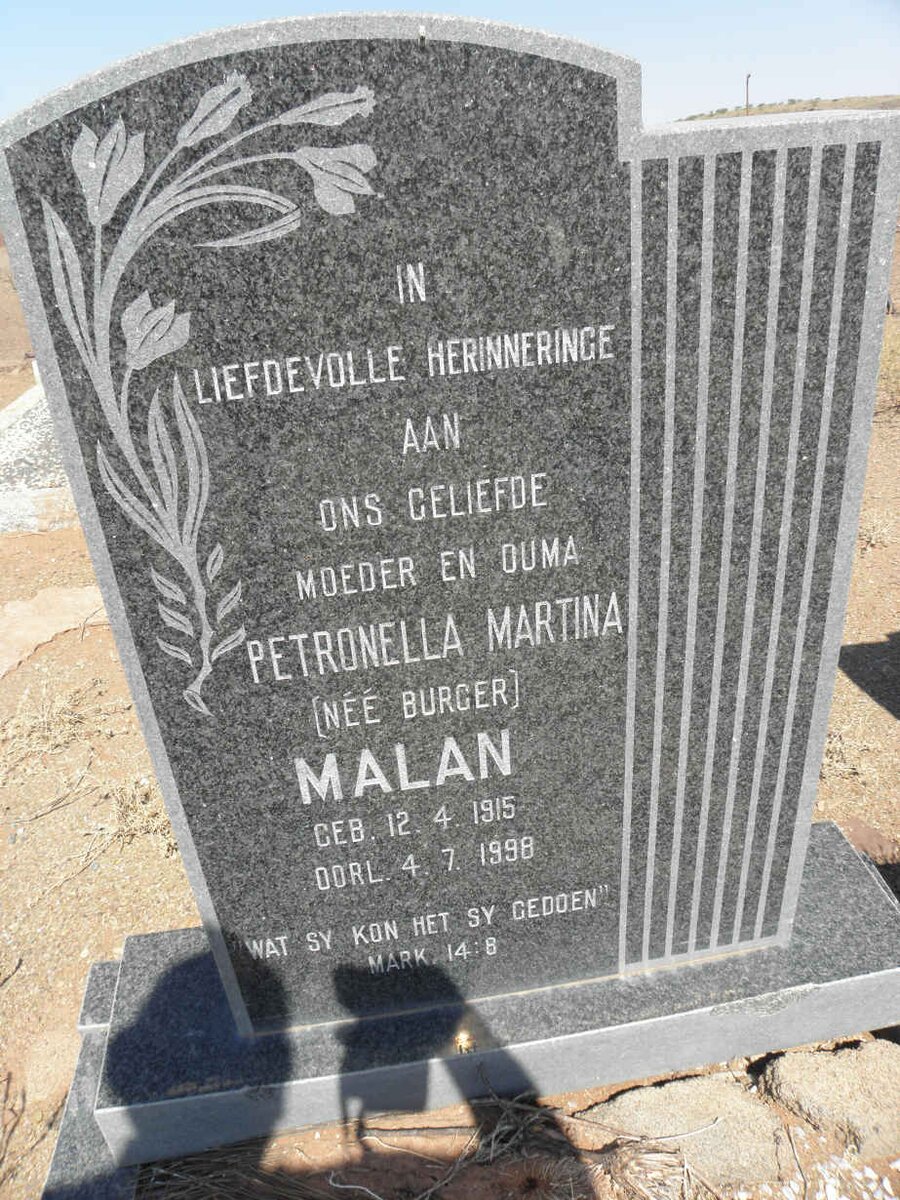 IN
LIEFDEVOLLE HERINNERINGE
AAN
ONS GELIEFDE
MOEDER EN OUMA
PETRONELLA MARTINA
(NÉÉ BURGER)
MALAN
GEB. 12. 4. 1915
OORL. 4. 7. 1998
"WAT SY KON HET SY GEDOEN"
MARK. 14:8